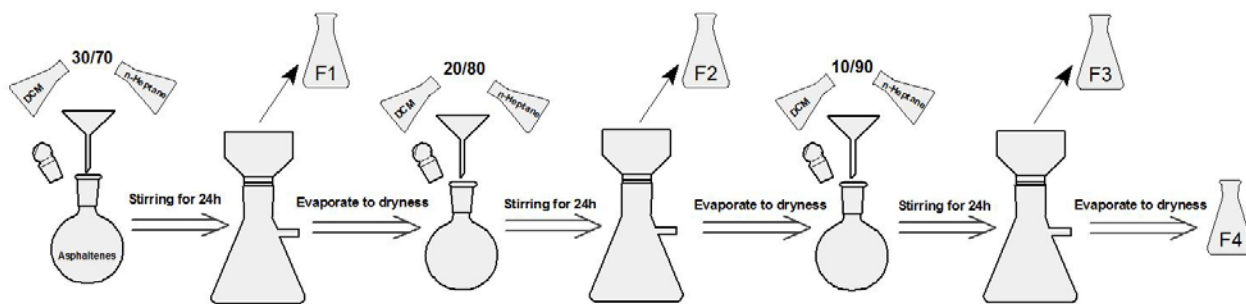 30/70
DCM
n-Heptane
Asphaltenes
Stirring for 24h
F1
Evaporate to dryness
20/80
DCM
n-Heptane
Stirring for 24h
F2
Evaporate to dryness
10/90
DCM
n-Heptane
Stirring for 24h
F3
Evaporate to dryness
F4